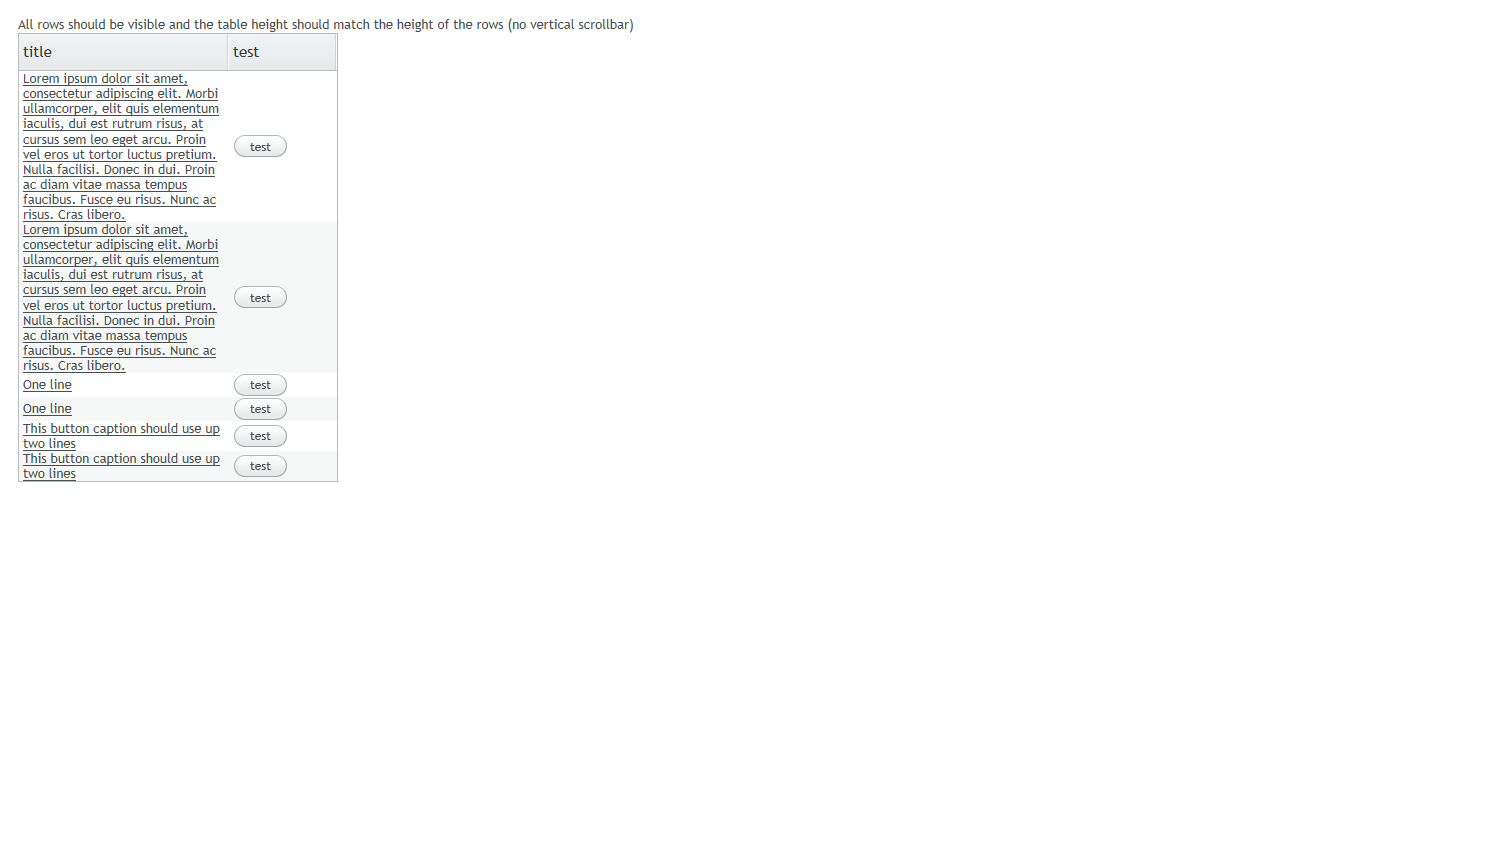 All rows should be visible and the table height should match the height of the rows (no vertical scrollbar)
title test
Lorem ipsum dolor sit amet,
consectetur adipiscing elit. Morbi
ullamcorper, elit quis elementum
iaculis, dui est rutrum risus, at
cursus sem leo eget arcu. Proin
vel eros ut tortor luctus pretium.
Nulla facilisi. Donec in dui. Proin
ac diam vitae massa tempus
faucibus. Fusce eu risus. Nunc ac
risus. Cras libero.
test
Lorem ipsum dolor sit amet,
consectetur adipiscing elit. Morbi
ullamcorper, elit quis elementum
iaculis, dui est rutrum risus, at
cursus sem leo eget arcu. Proin
vel eros ut tortor luctus pretium.
Nulla facilisi. Donec in dui. Proin
ac diam vitae massa tempus
faucibus. Fusce eu risus. Nunc ac
risus. Cras libero.
test
One line test
One line test
This button caption should use up
two lines
test
This button caption should use up
two lines
test